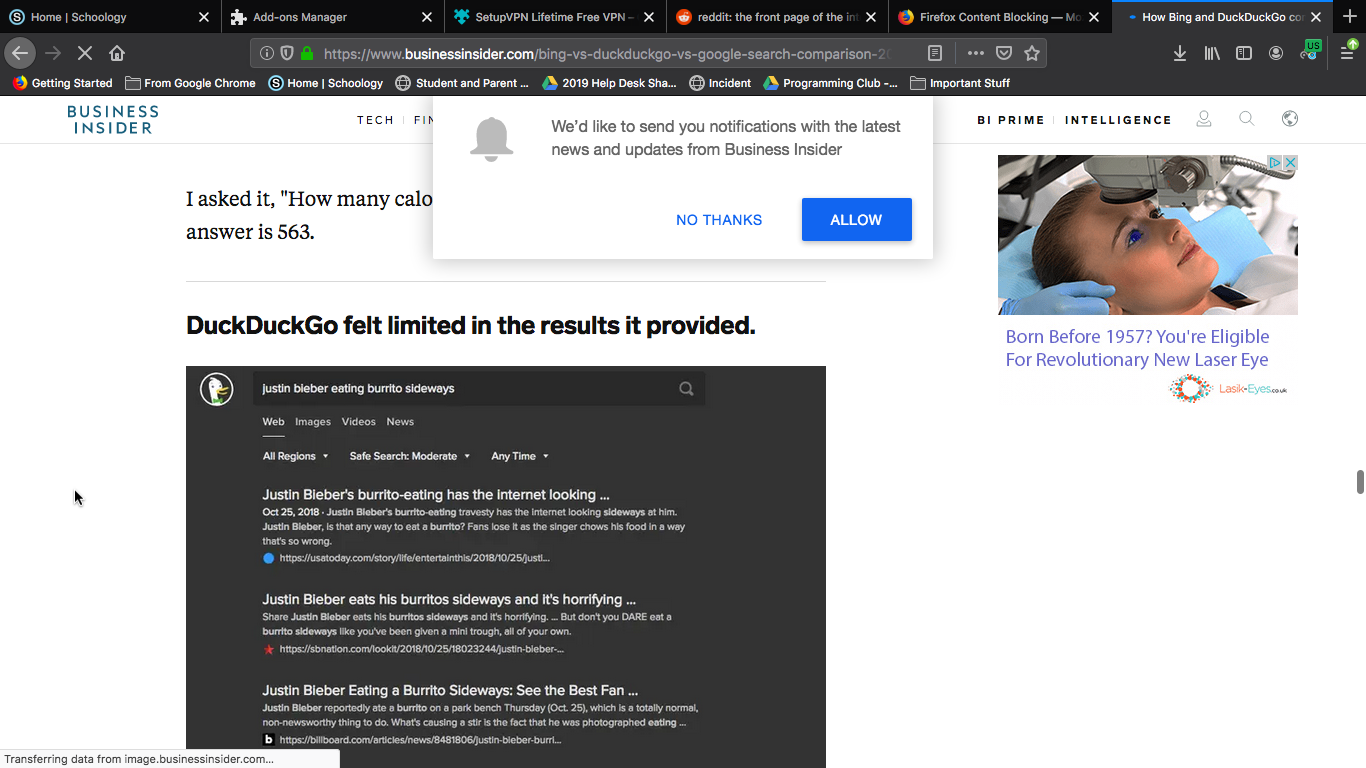 Home | Schoology
Add-ons Manager
SetupVPN Lifetime Free VPN –
reddit: the front page of the int
Firefox Content Blocking — Mo
How Bing and DuckDuckGo co
https://www.businessinsider.com/bing-vs-duckduckgo-vs-google-search-comparison-20
US
Getting Started
From Google Chrome
Home | Schoology
Student and Parent ...
2019 Help Desk Sha...
Incident
Programming Club -...
Important Stuff
BUSINESS
INSIDER
TECH
FIN
BI PRIME
INTELLIGENCE
We'd like to send you notifications with the latest
news and updates from Business Insider
NO THANKS
ALLOW
I asked it, "How many calo
answer is 563.
DuckDuckGo felt limited in the results it provided.
justin bieber eating burrito sideways
Web
Images
Videos
News
All Regions
Safe Search: Moderate
Any Time
Justin Bieber's burrito-eating has the internet looking ...
Oct 25, 2018 · Justin Bieber's burrito-eating travesty has the internet looking sideways at him.
Justin Bieber, is that any way to eat a burrito? Fans lose it as the singer chows his food in a way
that's so wrong.
https://usatoday.com/story/life/entertainthis/2018/10/25/justi...
Justin Bieber eats his burritos sideways and it's horrifying ...
Share Justin Bieber eats his burritos sideways and it's horrifying. ... But don't you DARE eat a
burrito sideways like you've been given a mini trough, all of your own.
https://sbnation.com/lookit/2018/10/25/18023244/justin-bieber-...
Justin Bieber Eating a Burrito Sideways: See the Best Fan ...
Justin Bieber reportedly ate a burrito on a park bench Thursday (Oct. 25), which is a totally normal,
non-newsworthy thing to do. What's causing a stir is the fact that he was photographed eating ...
b
https://billboard.com/articles/news/8481806/justin-bieber-burri...
Born Before 1957? You're Eligible
For Revolutionary New Laser Eye
Lasik-Eyes.co.uk
Transferring data from image.businessinsider.com...